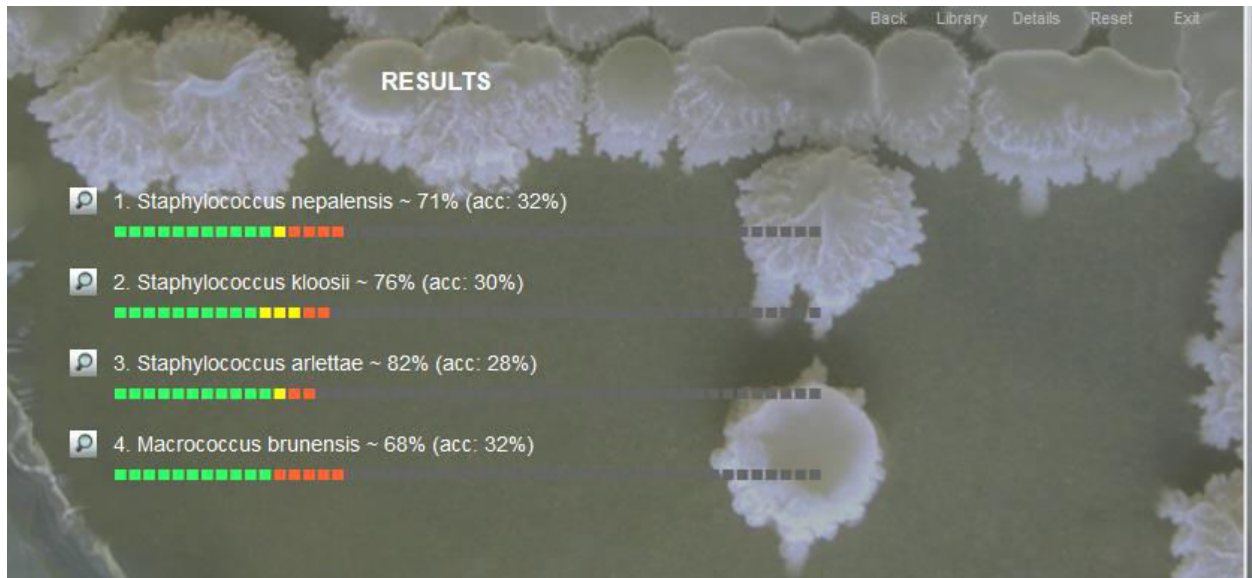 Back Library Details Reset Exit
RESULTS
1. Staphylococcus nepalensis ~ 71% (acc: 32%)
2. Staphylococcus kloosii ~ 76% (acc: 30%)
3. Staphylococcus arlettae ~ 82% (acc: 28%)
4. Macrococcus brunensis ~ 68% (acc: 32%)